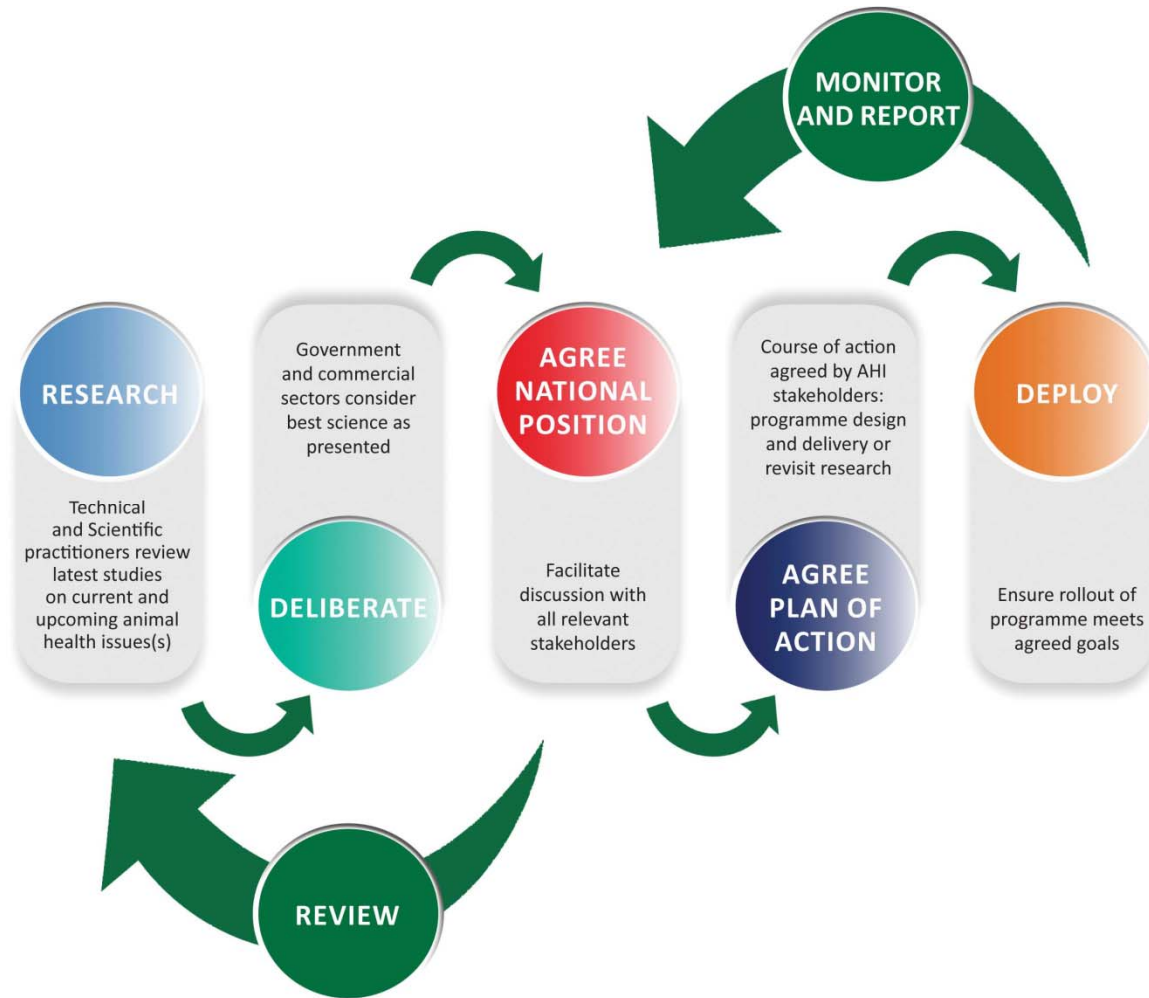 MONITOR
AND REPORT
RESEARCH
Technical
and Scientific
practitioners review
latest studies
on current and
upcoming animal
health issues(s)
Government
and commercial
sectors consider
best science as
presented
DELIBERATE
AGREE
NATIONAL
POSITION
Facilitate
discussion with
all relevant
stakeholders
Course of action
agreed by AHI
stakeholders:
programme design
and delivery or
revisit research
AGREE
PLAN OF
ACTION
DEPLOY
Ensure rollout of
programme meets
agreed goals
REVIEW